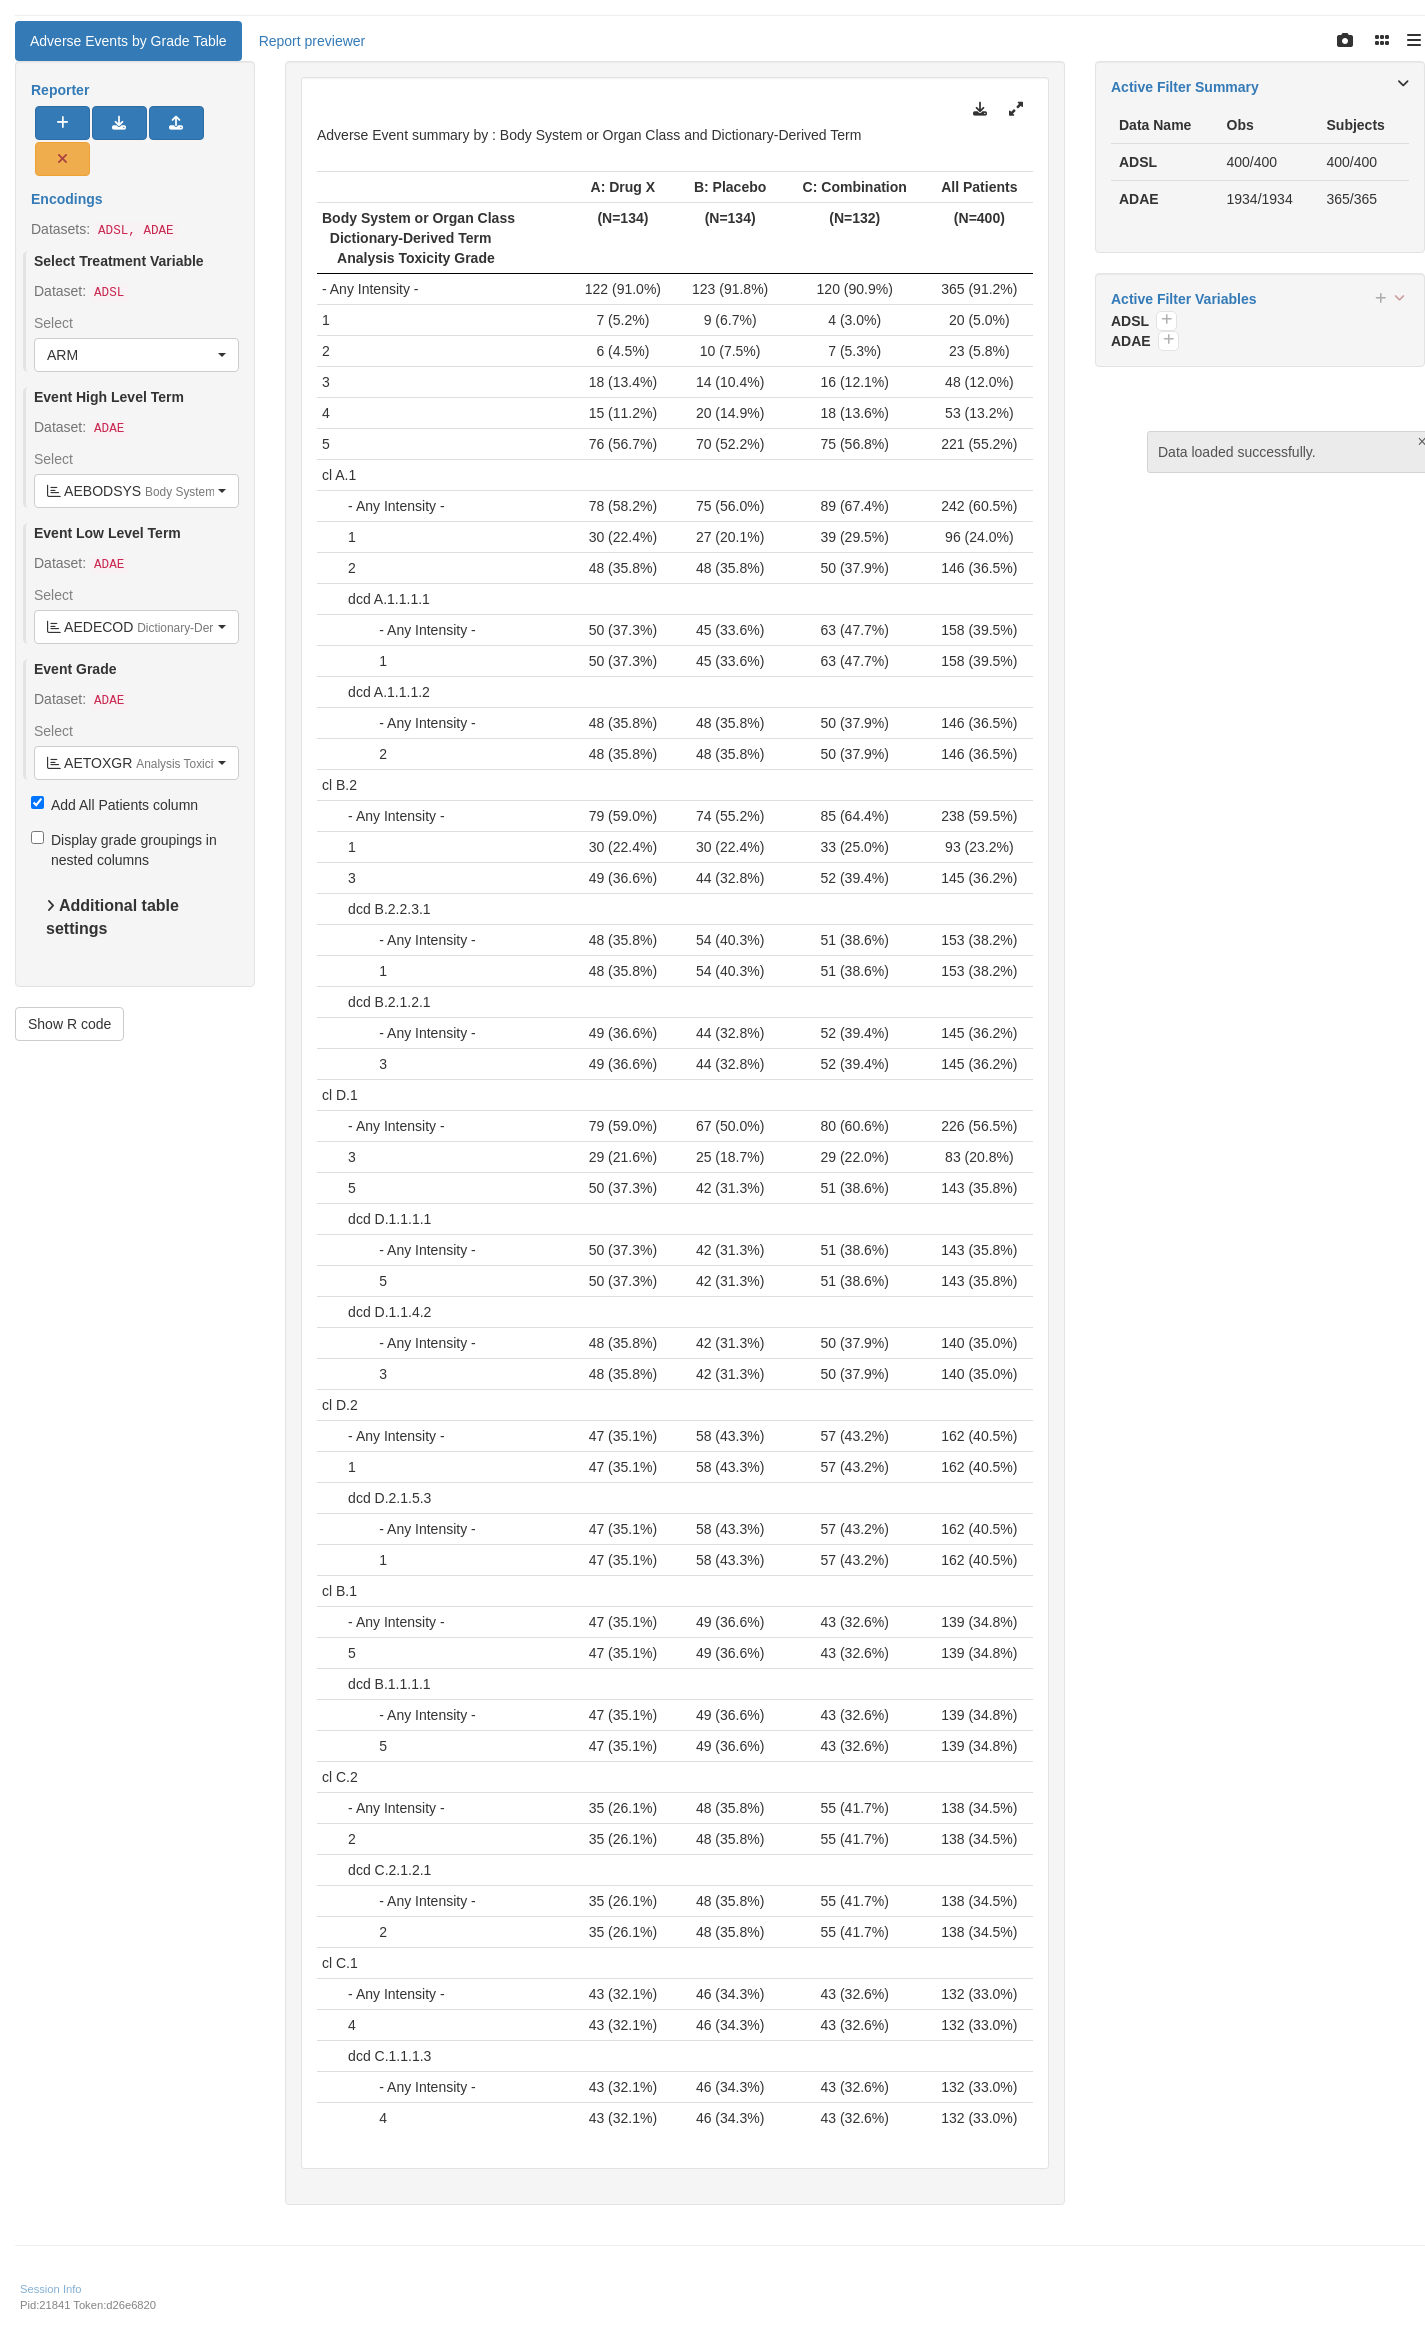 Adverse Events by Grade Table Report previewer
Reporter
Encodings
Datasets: ADSL, ADAE
Select Treatment Variable
Dataset: ADSL
Select
ARM
Event High Level Term
Dataset: ADAE
Select
AEBODSYS Body System
Event Low Level Term
Dataset: ADAE
Select
AEDECOD Dictionary-Der
Event Grade
Dataset: ADAE
Select
AETOXGR Analysis Toxici
Add All Patients column
Display grade groupings in
nested columns
Additional table
settings
Show R code
Adverse Event summary by : Body System or Organ Class and Dictionary-Derived Term
A: Drug X B: Placebo C: Combination All Patients
Body System or Organ Class (N=134) (N=134) (N=132) (N=400)
Dictionary-Derived Term
Analysis Toxicity Grade
- Any Intensity - 122 (91.0%) 123 (91.8%) 120 (90.9%) 365 (91.2%)
1 7 (5.2%) 9 (6.7%) 4 (3.0%) 20 (5.0%)
2 6 (4.5%) 10 (7.5%) 7 (5.3%) 23 (5.8%)
3 18 (13.4%) 14 (10.4%) 16 (12.1%) 48 (12.0%)
4 15 (11.2%) 20 (14.9%) 18 (13.6%) 53 (13.2%)
5 76 (56.7%) 70 (52.2%) 75 (56.8%) 221 (55.2%)
cl A.1
- Any Intensity - 78 (58.2%) 75 (56.0%) 89 (67.4%) 242 (60.5%)
1 30 (22.4%) 27 (20.1%) 39 (29.5%) 96 (24.0%)
2 48 (35.8%) 48 (35.8%) 50 (37.9%) 146 (36.5%)
dcd A.1.1.1.1
- Any Intensity - 50 (37.3%) 45 (33.6%) 63 (47.7%) 158 (39.5%)
1 50 (37.3%) 45 (33.6%) 63 (47.7%) 158 (39.5%)
dcd A.1.1.1.2
- Any Intensity - 48 (35.8%) 48 (35.8%) 50 (37.9%) 146 (36.5%)
2 48 (35.8%) 48 (35.8%) 50 (37.9%) 146 (36.5%)
cl B.2
- Any Intensity - 79 (59.0%) 74 (55.2%) 85 (64.4%) 238 (59.5%)
1 30 (22.4%) 30 (22.4%) 33 (25.0%) 93 (23.2%)
3 49 (36.6%) 44 (32.8%) 52 (39.4%) 145 (36.2%)
dcd B.2.2.3.1
- Any Intensity - 48 (35.8%) 54 (40.3%) 51 (38.6%) 153 (38.2%)
1 48 (35.8%) 54 (40.3%) 51 (38.6%) 153 (38.2%)
dcd B.2.1.2.1
- Any Intensity - 49 (36.6%) 44 (32.8%) 52 (39.4%) 145 (36.2%)
3 49 (36.6%) 44 (32.8%) 52 (39.4%) 145 (36.2%)
cl D.1
- Any Intensity - 79 (59.0%) 67 (50.0%) 80 (60.6%) 226 (56.5%)
3 29 (21.6%) 25 (18.7%) 29 (22.0%) 83 (20.8%)
5 50 (37.3%) 42 (31.3%) 51 (38.6%) 143 (35.8%)
dcd D.1.1.1.1
- Any Intensity - 50 (37.3%) 42 (31.3%) 51 (38.6%) 143 (35.8%)
5 50 (37.3%) 42 (31.3%) 51 (38.6%) 143 (35.8%)
dcd D.1.1.4.2
- Any Intensity - 48 (35.8%) 42 (31.3%) 50 (37.9%) 140 (35.0%)
3 48 (35.8%) 42 (31.3%) 50 (37.9%) 140 (35.0%)
cl D.2
- Any Intensity - 47 (35.1%) 58 (43.3%) 57 (43.2%) 162 (40.5%)
1 47 (35.1%) 58 (43.3%) 57 (43.2%) 162 (40.5%)
dcd D.2.1.5.3
- Any Intensity - 47 (35.1%) 58 (43.3%) 57 (43.2%) 162 (40.5%)
1 47 (35.1%) 58 (43.3%) 57 (43.2%) 162 (40.5%)
cl B.1
- Any Intensity - 47 (35.1%) 49 (36.6%) 43 (32.6%) 139 (34.8%)
5 47 (35.1%) 49 (36.6%) 43 (32.6%) 139 (34.8%)
dcd B.1.1.1.1
- Any Intensity - 47 (35.1%) 49 (36.6%) 43 (32.6%) 139 (34.8%)
5 47 (35.1%) 49 (36.6%) 43 (32.6%) 139 (34.8%)
cl C.2
- Any Intensity - 35 (26.1%) 48 (35.8%) 55 (41.7%) 138 (34.5%)
2 35 (26.1%) 48 (35.8%) 55 (41.7%) 138 (34.5%)
dcd C.2.1.2.1
- Any Intensity - 35 (26.1%) 48 (35.8%) 55 (41.7%) 138 (34.5%)
2 35 (26.1%) 48 (35.8%) 55 (41.7%) 138 (34.5%)
cl C.1
- Any Intensity - 43 (32.1%) 46 (34.3%) 43 (32.6%) 132 (33.0%)
4 43 (32.1%) 46 (34.3%) 43 (32.6%) 132 (33.0%)
dcd C.1.1.1.3
- Any Intensity - 43 (32.1%) 46 (34.3%) 43 (32.6%) 132 (33.0%)
4 43 (32.1%) 46 (34.3%) 43 (32.6%) 132 (33.0%)
Active Filter Summary
Data Name Obs Subjects
ADSL 400/400 400/400
ADAE 1934/1934 365/365
Active Filter Variables
ADSL
ADAE
Data loaded successfully.
Session Info
Pid:21841 Token:d26e6820